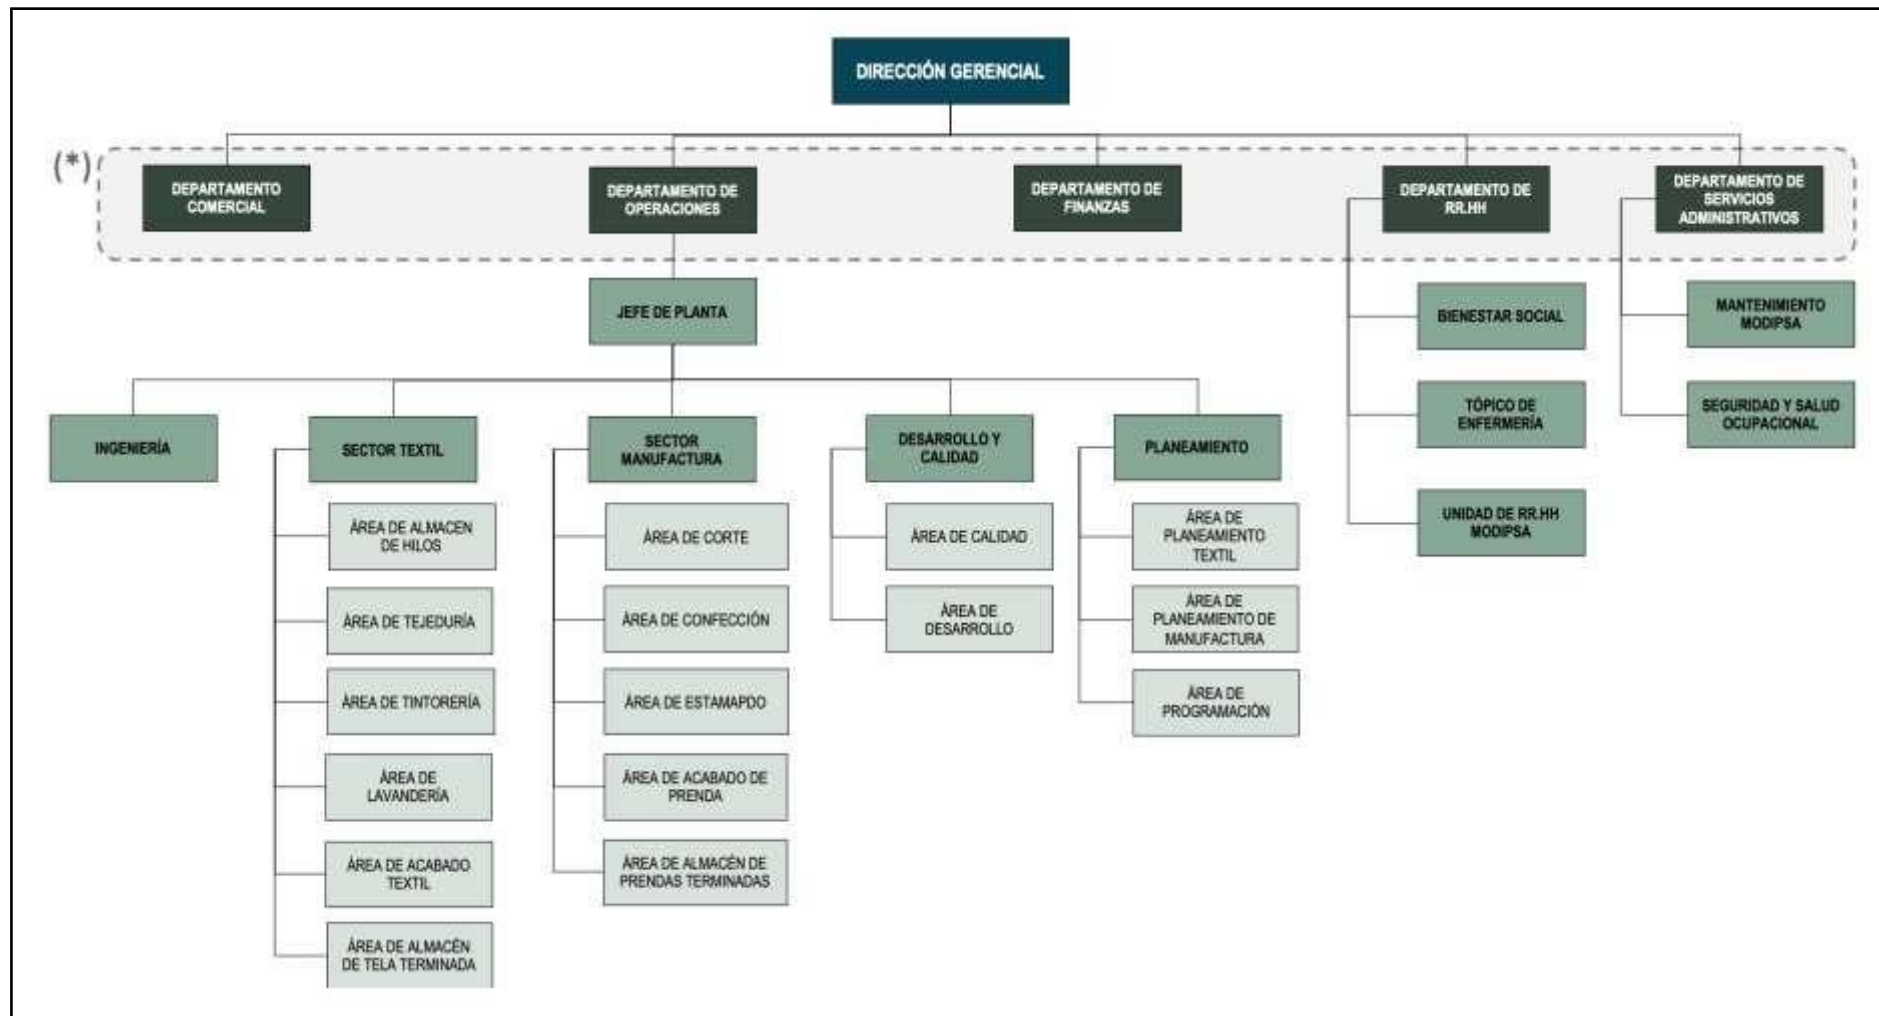 DIRECCIÓN GERENCIAL
(*)
DEPARTAMENTO
COMERCIAL
DEPARTAMENTO DE
OPERACIONES
DEPARTAMENTO DE
FINANZAS
DEPARTAMENTO DE
RR.HH
DEPARTAMENTO DE
SERVICIOS
ADMINISTRATIVOS
JEFE DE PLANTA
BIENESTAR SOCIAL
MANTENIMIENTO
MODIPSA
TÓPICO DE
ENFERMERÍA
SEGURIDAD Y SALUD
OCUPACIONAL
UNIDAD DE RR.HH
MODIPSA
INGENIERÍA
SECTOR TEXTIL
ÁREA DE ALMACEN
DE HILOS
ÁREA DE TEJEDURÍA
ÁREA DE TINTORERÍA
ÁREA DE
LAVANDERÍA
ÁREA DE ACABADO
TEXTIL
ÁREA DE ALMACÉN
DE TELA TERMINADA
SECTOR
MANUFACTURA
ÁREA DE CORTE
ÁREA DE CONFECCIÓN
ÁREA DE ESTAMAPDO
ÁREA DE ACABADO DE
PRENDA
ÁREA DE ALMACÉN DE
PRENDAS TERMINADAS
DESARROLLO Y
CALIDAD
ÁREA DE CALIDAD
ÁREA DE
DESARROLLO
PLANEAMIENTO
ÁREA DE
PLANEAMIENTO
TEXTIL
ÁREA DE
PLANEAMIENTO DE
MANUFACTURA
ÁREA DE
PROGRAMACIÓN